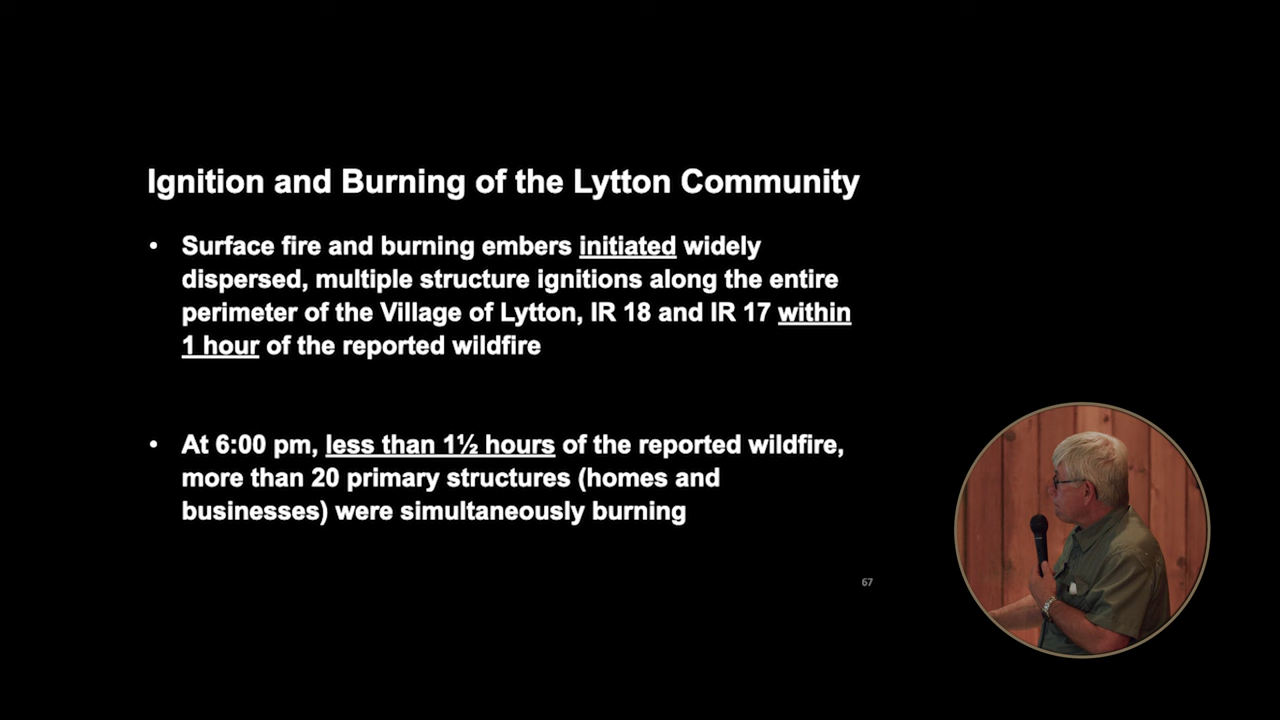 Ignition and Burning of the Lytton Community
• Surface fire and burning embers initiated widely
dispersed, multiple structure ignitions along the entire
perimeter of the Village of Lytton, IR 18 and IR 17 within
1 hour of the reported wildfire
• At 6:00 pm, less than 1½ hours of the reported wildfire,
more than 20 primary structures (homes and
businesses) were simultaneously burning
67